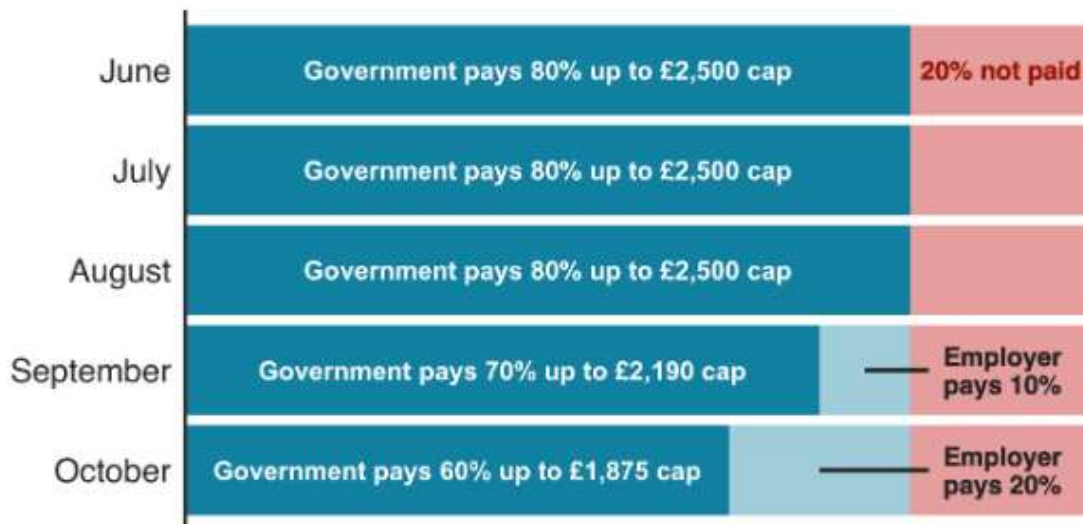 June
Government pays 80% up to £2,500 cap
20% not paid
July
Government pays 80% up to £2,500 cap
August
Government pays 80% up to £2,500 cap
September
Government pays 70% up to £2,190 cap
Employer
pays 10%
October
Government pays 60% up to £1,875 cap
Employer
pays 20%